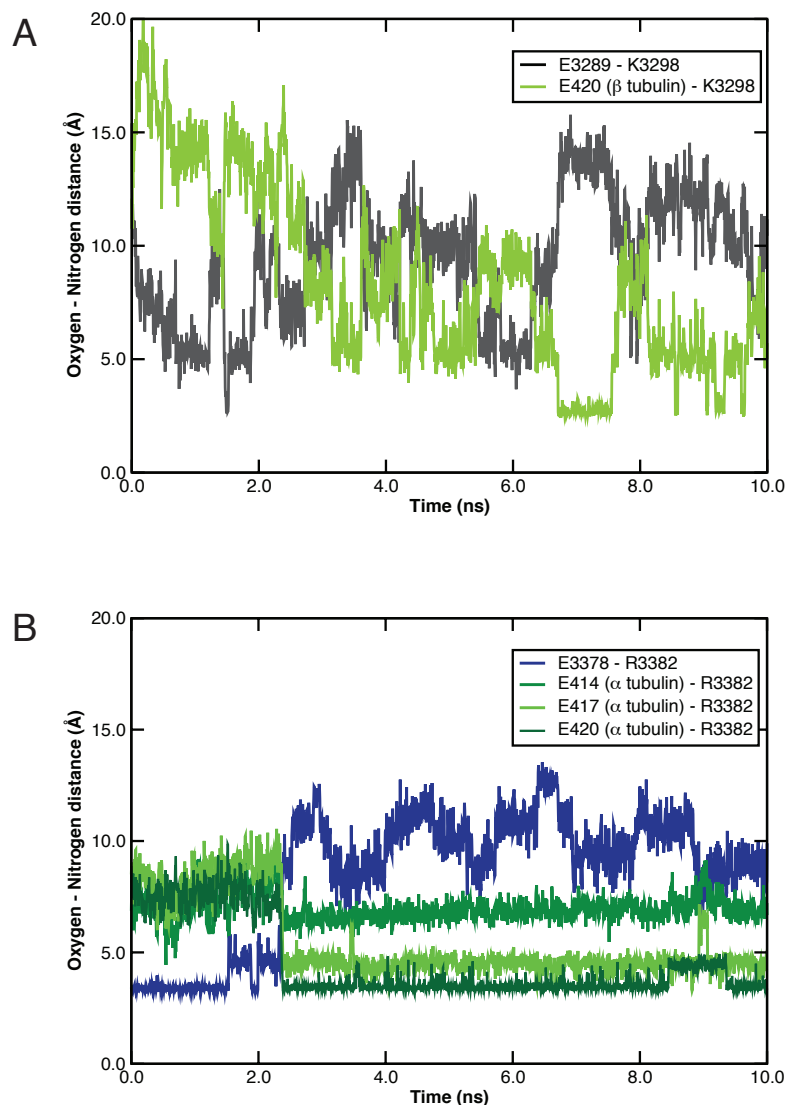 A
20.0
15.0
10.0
5.0
0.0
Oxygen - Nitrogen distance (Å)
E3289 - K3298
E420 (β tubulin) - K3298
0.0 2.0 4.0 6.0 8.0 10.0
Time (ns)
B
20.0
15.0
10.0
5.0
0.0
Oxygen - Nitrogen distance (Å)
E3378 - R3382
E414 (α tubulin) - R3382
E417 (α tubulin) - R3382
E420 (α tubulin) - R3382
0.0 2.0 4.0 6.0 8.0 10.0
Time (ns)